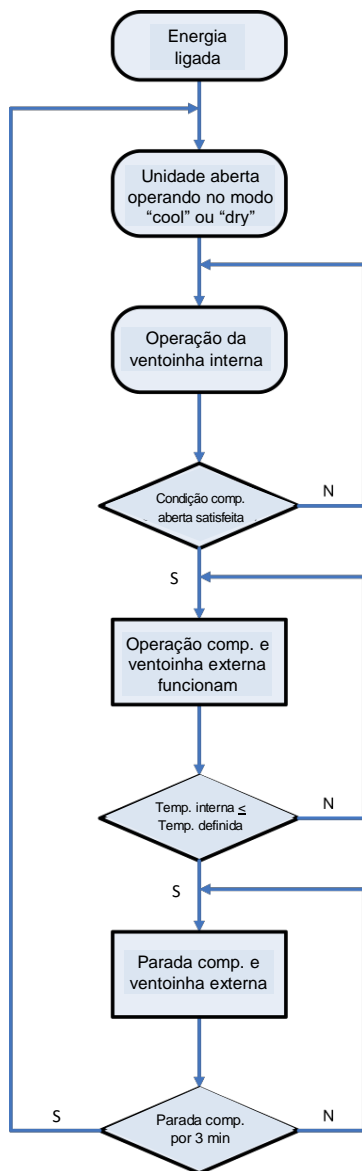 Energia
ligada
Unidade aberta
operando no modo
“cool” ou “dry”
Operação da
ventoinha interna
Condição comp.
aberta satisfeita
N
S
Operação comp. e
ventoinha externa
funcionam
Temp. interna ≤
Temp. definida
N
S
Parada comp. e
ventoinha externa
S
Parada comp.
por 3 min
N